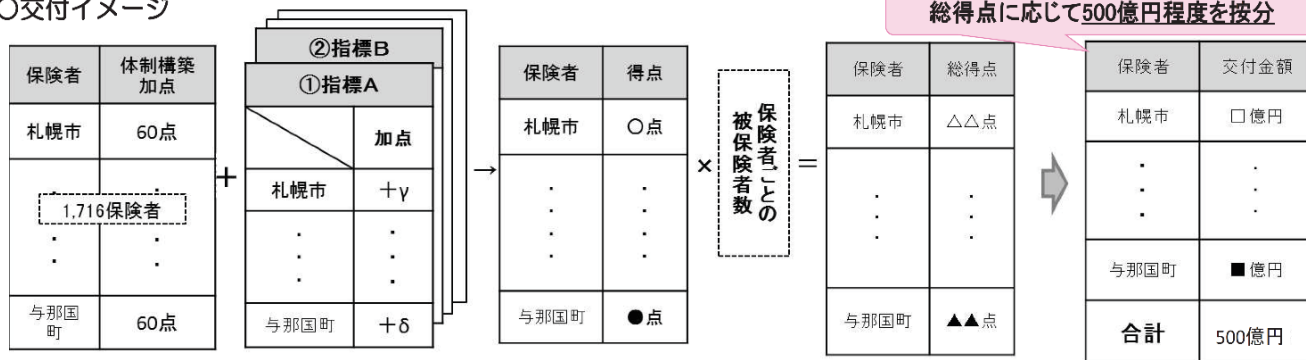 ○交付イメージ
総得点に応じて500億円程度を按分
保険者 体制構築加点
札幌市 60点
・ ・
1,716保険者
・ ・
・ ・
与那国町 60点
+
②指標B
①指標A
加点
札幌市 +γ
・ ・
・ ・
・ ・
与那国町 +δ
→
保険者 得点
札幌市 ○点
・ ・
・ ・
・ ・
与那国町 ●点
×
保険者ごとの
被保険者数
=
保険者 総得点
札幌市 △△点
・ ・
・ ・
・ ・
与那国町 ▲▲点
保険者 交付金額
札幌市 □億円
・ ・
・ ・
・ ・
与那国町 ■億円
合計 500億円